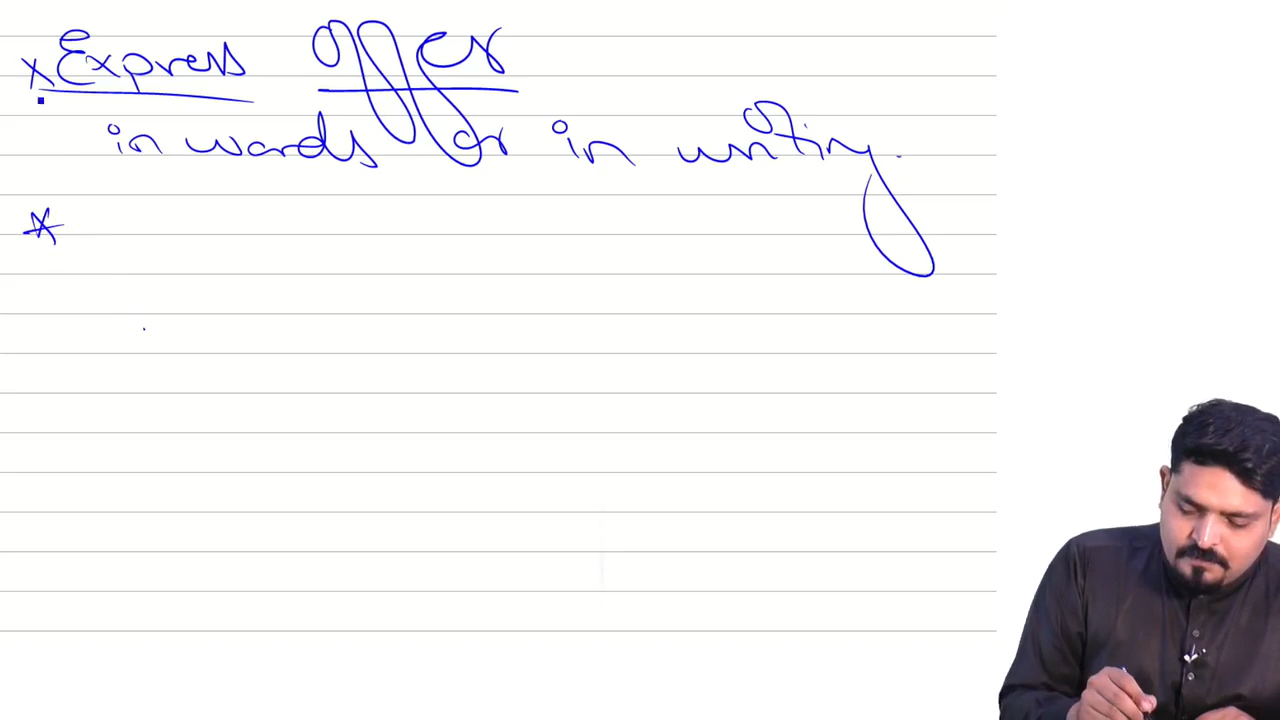 * Express offer
in words or in writing.
*